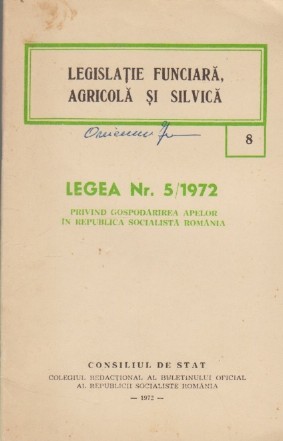 LEGISLAȚIE FUNCIARĂ,
AGRICOLĂ ȘI SILVICĂ
8
LEGEA Nr. 5/1972
PRIVIND GOSPODĂRIREA APELOR
ÎN REPUBLICA SOCIALISTĂ ROMÂNIA
CONSILIUL DE STAT
COLEGIUL REDACȚIONAL AL BULETINULUI OFICIAL
AL REPUBLICII SOCIALISTE ROMÂNIA
— 1972 —